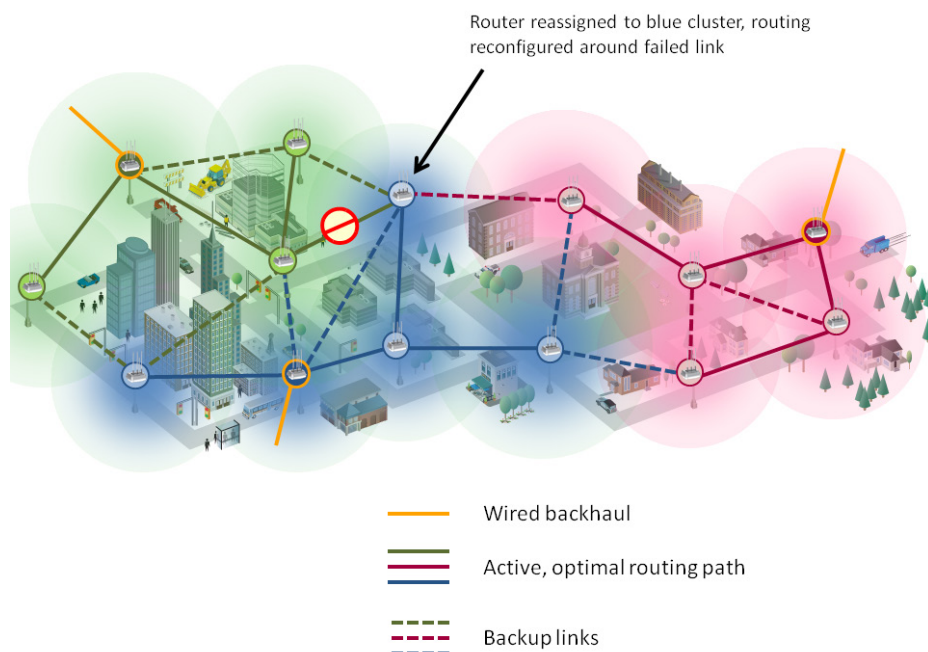 Router reassigned to blue cluster, routing
reconfigured around failed link
Wired backhaul
Active, optimal routing path
Backup links